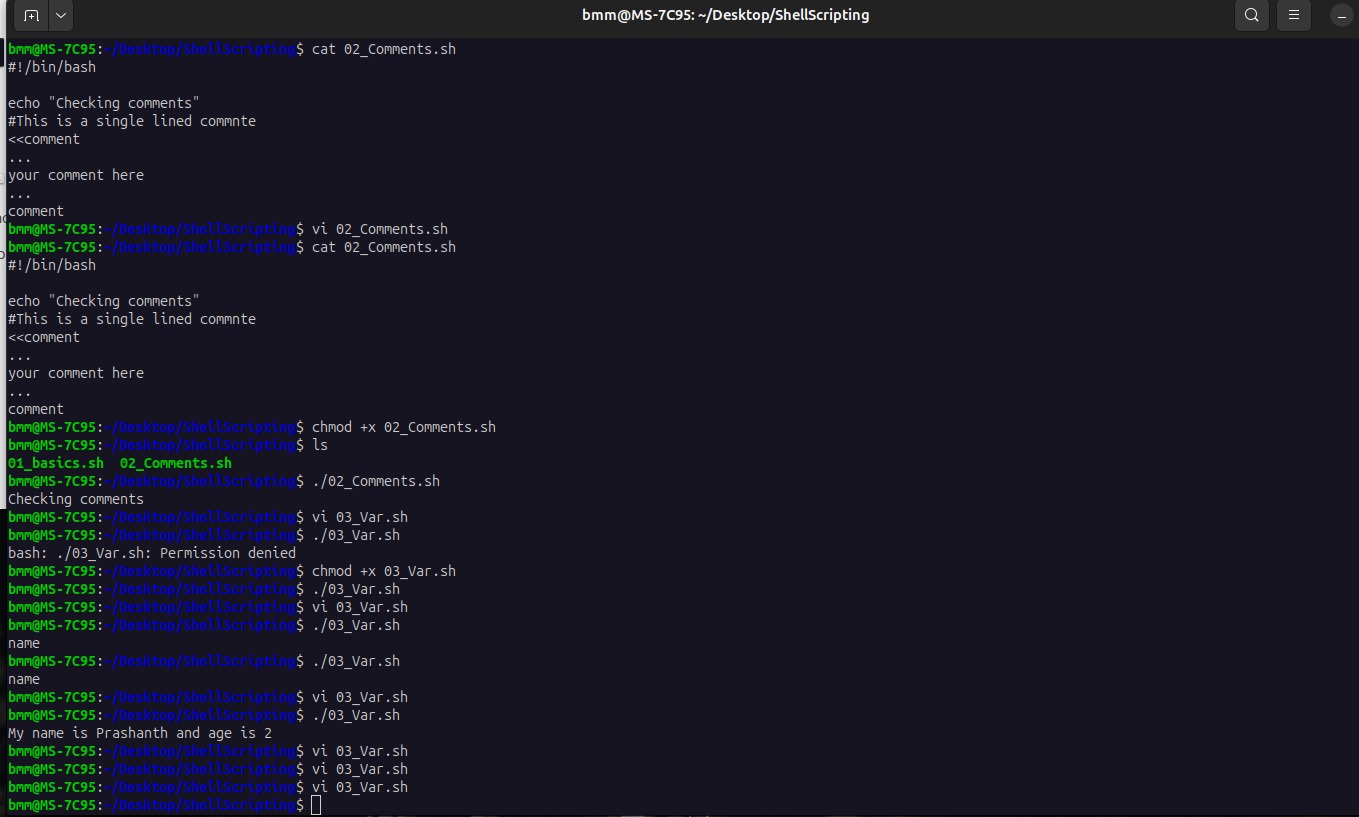 bmm@MS-7C95: ~/Desktop/ShellScripting
bmm@MS-7C95:~/Desktop/ShellScripting$ cat 02_Comments.sh
#!/bin/bash
echo "Checking comments"
#This is a single lined commnte
<<comment
...
your comment here
...
comment
bmm@MS-7C95:~/Desktop/ShellScripting$ vi 02_Comments.sh
bmm@MS-7C95:~/Desktop/ShellScripting$ cat 02_Comments.sh
#!/bin/bash
echo "Checking comments"
#This is a single lined commnte
<<comment
...
your comment here
...
comment
bmm@MS-7C95:~/Desktop/ShellScripting$ chmod +x 02_Comments.sh
bmm@MS-7C95:~/Desktop/ShellScripting$ ls
01_basics.sh  02_Comments.sh
bmm@MS-7C95:~/Desktop/ShellScripting$ ./02_Comments.sh
Checking comments
bmm@MS-7C95:~/Desktop/ShellScripting$ vi 03_Var.sh
bmm@MS-7C95:~/Desktop/ShellScripting$ ./03_Var.sh
bash: ./03_Var.sh: Permission denied
bmm@MS-7C95:~/Desktop/ShellScripting$ chmod +x 03_Var.sh
bmm@MS-7C95:~/Desktop/ShellScripting$ ./03_Var.sh
bmm@MS-7C95:~/Desktop/ShellScripting$ vi 03_Var.sh
bmm@MS-7C95:~/Desktop/ShellScripting$ ./03_Var.sh
name
bmm@MS-7C95:~/Desktop/ShellScripting$ ./03_Var.sh
name
bmm@MS-7C95:~/Desktop/ShellScripting$ vi 03_Var.sh
bmm@MS-7C95:~/Desktop/ShellScripting$ ./03_Var.sh
My name is Prashanth and age is 2
bmm@MS-7C95:~/Desktop/ShellScripting$ vi 03_Var.sh
bmm@MS-7C95:~/Desktop/ShellScripting$ vi 03_Var.sh
bmm@MS-7C95:~/Desktop/ShellScripting$ vi 03_Var.sh
bmm@MS-7C95:~/Desktop/ShellScripting$